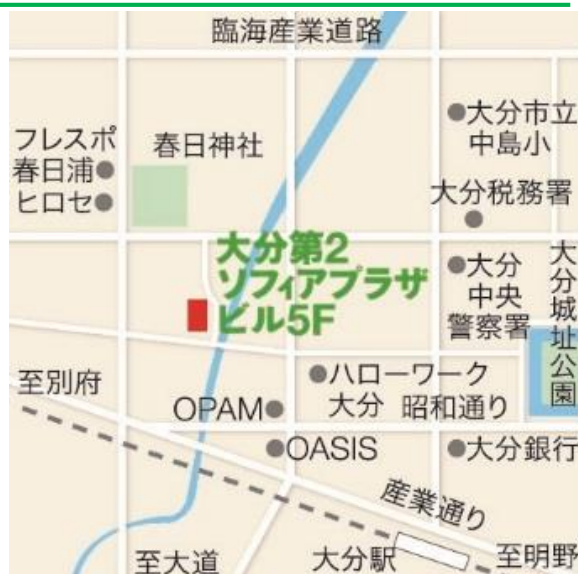 臨海産業道路
大分市立
中島小
フレスポ
春日浦
ヒロセ
春日神社
大分税務署
大分第2
ソフィアプラザ
ビル5F
大分
中央
警察署
大分城址公園
至別府
ハローワーク
大分
昭和通り
OPAM
OASIS
大分銀行
産業通り
至大道
大分駅
至明野